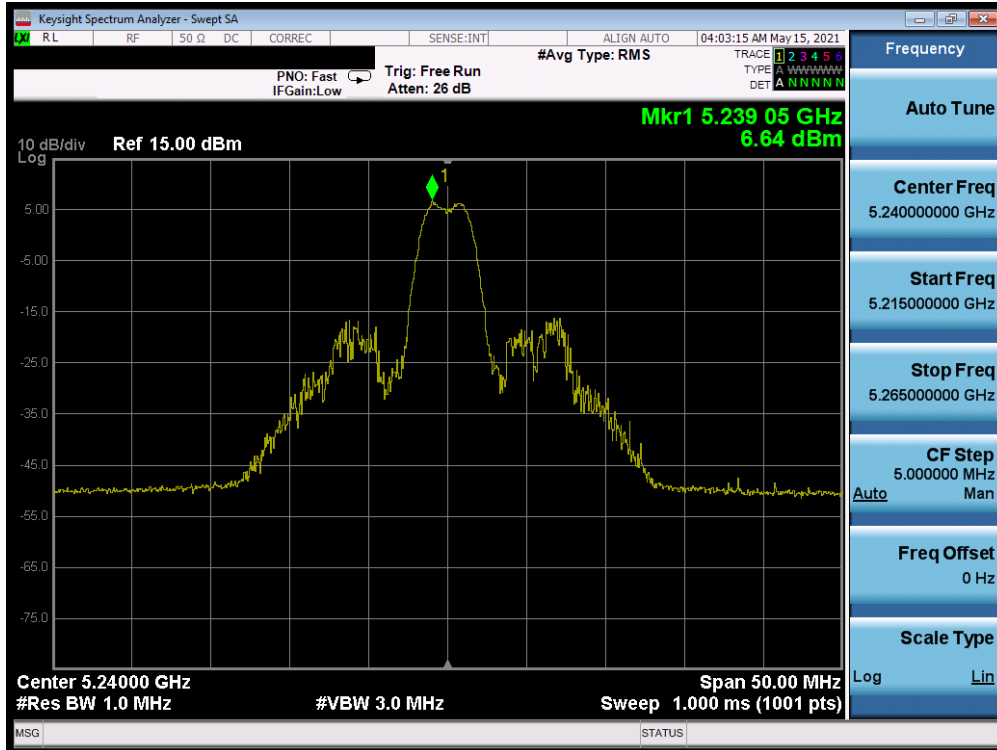 Keysight Spectrum Analyzer - Swept SA
LXI RL RF 50 Ω DC CORREC SENSE:INT ALIGN AUTO 04:03:15 AM May 15, 2021
#Avg Type: RMS
TRACE 1 2 3 4 5 6
TYPE A WWWWW
DET A N N N N N
PNO: Fast
IFGain:Low
Trig: Free Run
Atten: 26 dB
Mkr1 5.239 05 GHz
6.64 dBm
10 dB/div Ref 15.00 dBm
Log
1
5.00
-5.00
-15.0
-25.0
-35.0
-45.0
-55.0
-65.0
-75.0
Center 5.24000 GHz Span 50.00 MHz
#Res BW 1.0 MHz #VBW 3.0 MHz Sweep 1.000 ms (1001 pts)
MSG STATUS
Frequency
Auto Tune
Center Freq
5.240000000 GHz
Start Freq
5.215000000 GHz
Stop Freq
5.265000000 GHz
CF Step
5.000000 MHz
Auto Man
Freq Offset
0 Hz
Scale Type
Log Lin